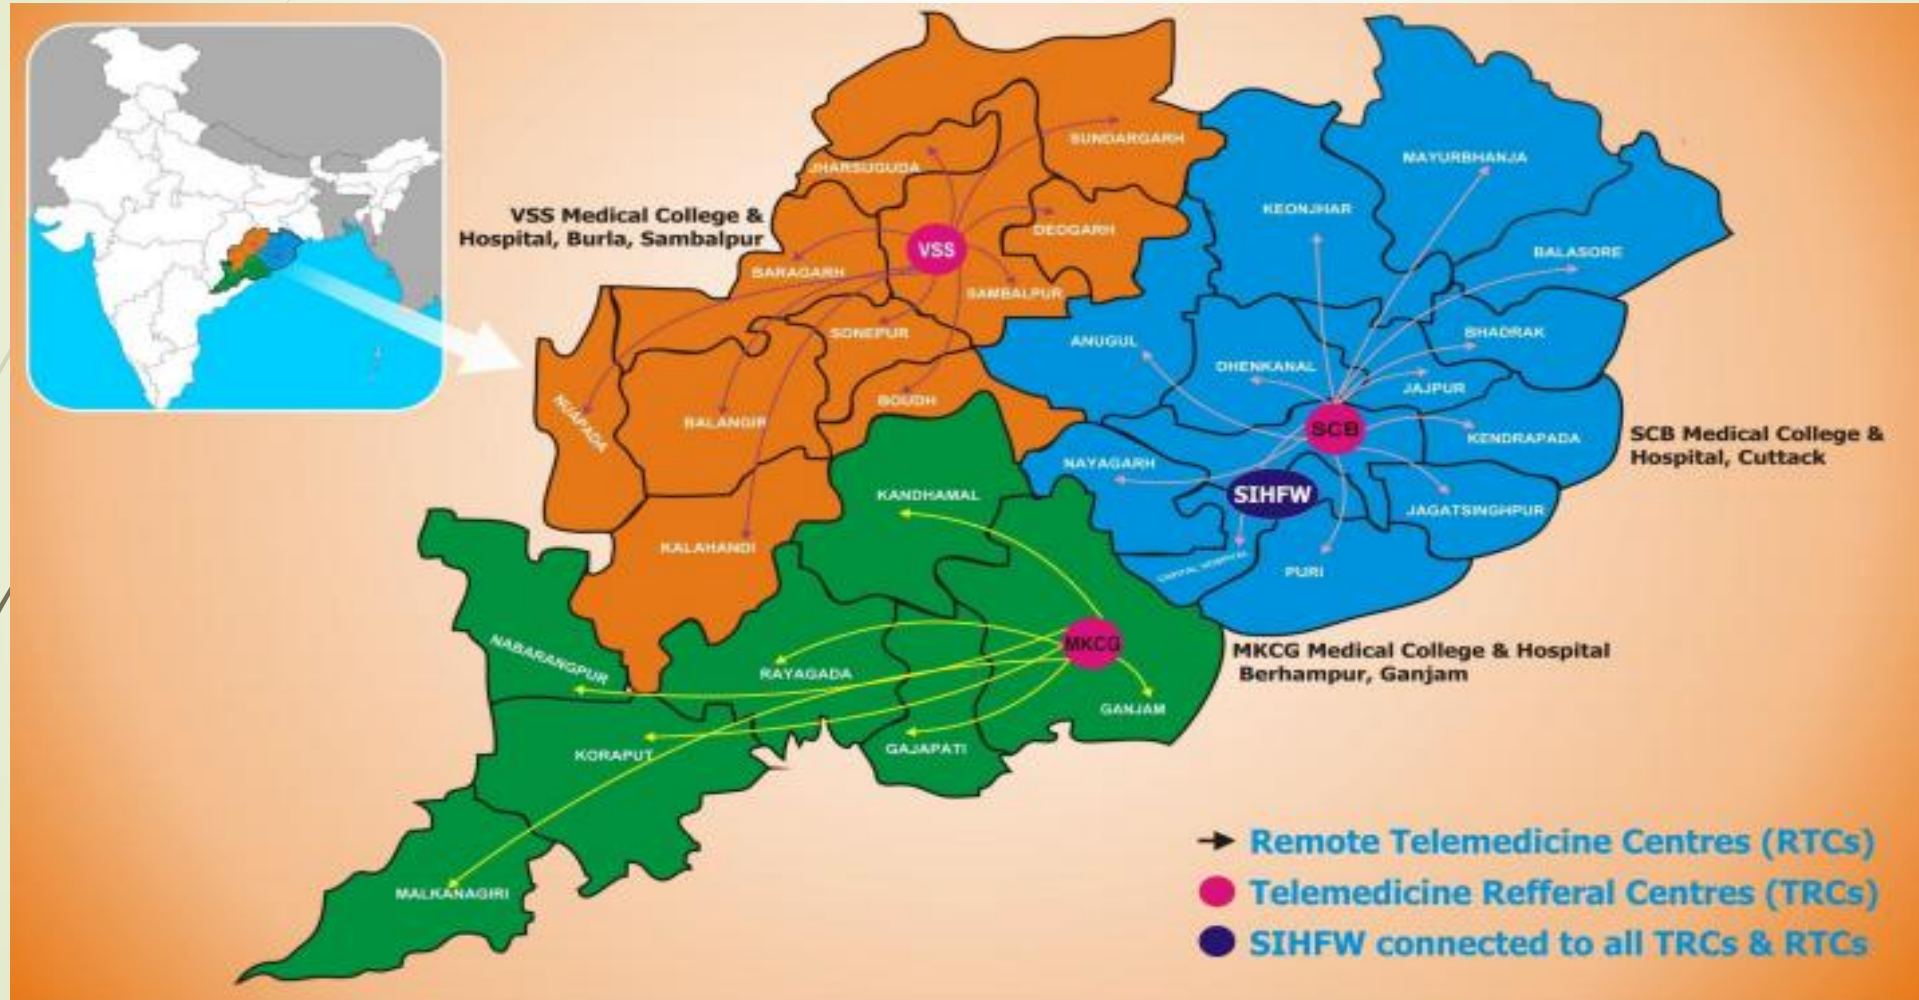 SUNDARGARH
MAYURBHANJA
JHARSUGUDA
KEONJHAR
VSS Medical College &
Hospital, Burla, Sambalpur
DEOGARH
VSS
BALASORE
BARAGARH
SAMBALPUR
SONEPUR
ANUGUL
BHADRAK
DHENKANAL
JAJPUR
NUAPADA
BALANGIR
BOUDH
SCB
KENDRAPADA
SCB Medical College &
Hospital, Cuttack
NAYAGARH
KANDHAMAL
SIHFW
JAGATSINGHPUR
KALAHANDI
CAPITAL HOSPITAL
PURI
MKCG
MKCG Medical College & Hospital
Berhampur, Ganjam
NABARANGPUR
RAYAGADA
GANJAM
KORAPUT
GAJAPATI
MALKANAGIRI
Remote Telemedicine Centres (RTCs)
Telemedicine Refferal Centres (TRCs)
SIHFW connected to all TRCs & RTCs